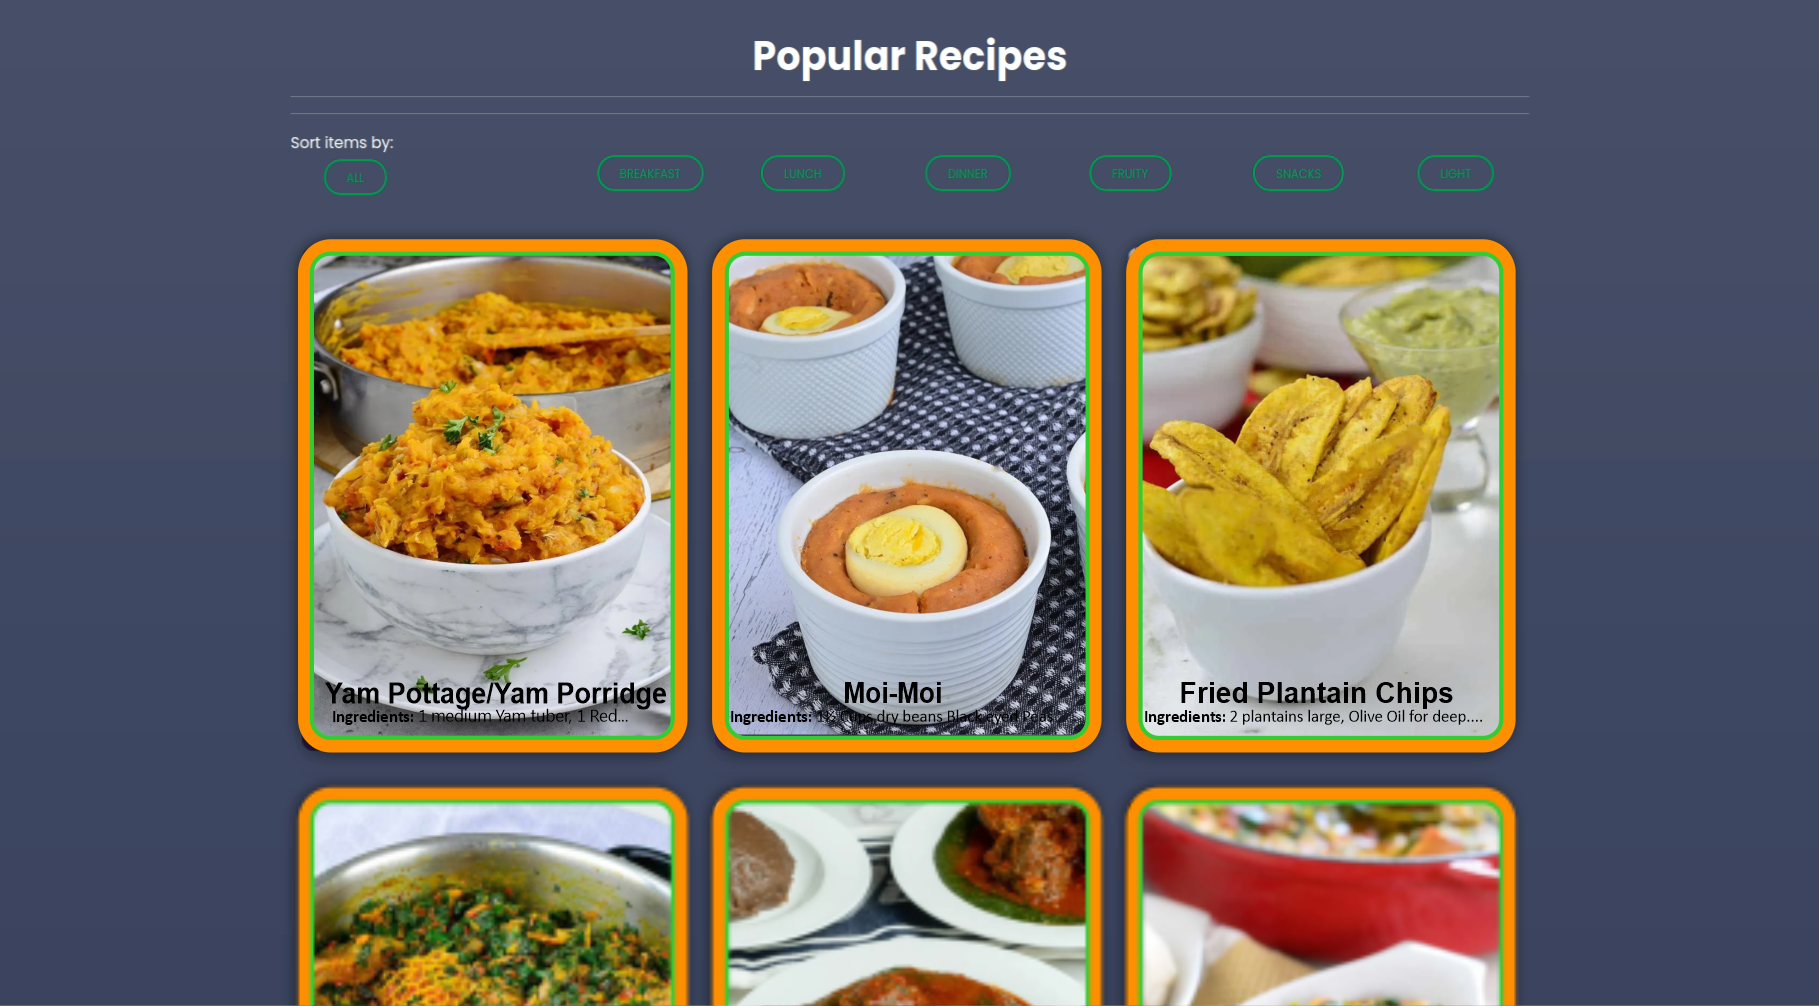 Popular Recipes
Sort items by:
ALL
BREAKFAST
LUNCH
DINNER
FRUITY
SNACKS
LIGHT
Yam Pottage/Yam Porridge
Ingredients: 1 medium Yam tuber, 1 Red...
Moi-Moi
Ingredients: Cups dry beans Black eyed Peas
Fried Plantain Chips
Ingredients: 2 plantains large, Olive Oil for deep....